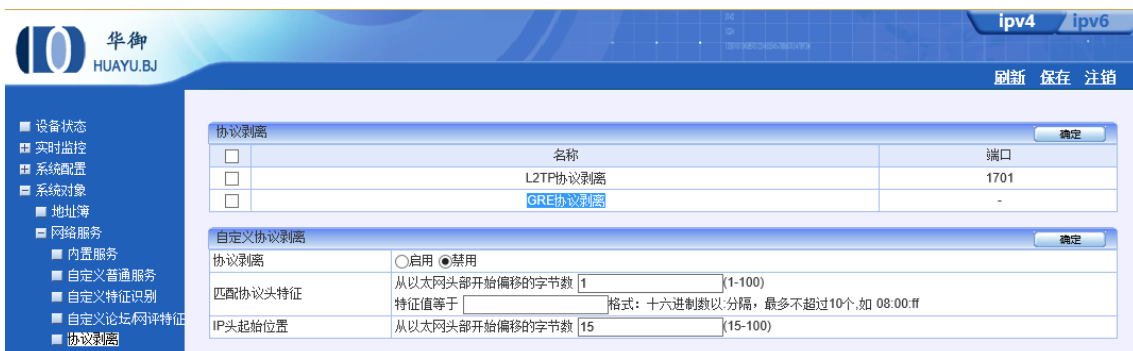 华御
HUAYU.BJ
ipv4 ipv6
刷新 保存 注销
设备状态
实时监控
系统配置
系统对象
地址簿
网络服务
内置服务
自定义普通服务
自定义特征识别
自定义论坛/网评特征
协议剥离
协议剥离 确定
名称 端口
L2TP协议剥离 1701
GRE协议剥离 -
自定义协议剥离 确定
协议剥离 启用 禁用
匹配协议头特征 从以太网头部开始偏移的字节数 1 (1-100)
特征值等于 格式：十六进制数以:分隔，最多不超过10个,如 08:00:ff
IP头起始位置 从以太网头部开始偏移的字节数 15 (15-100)